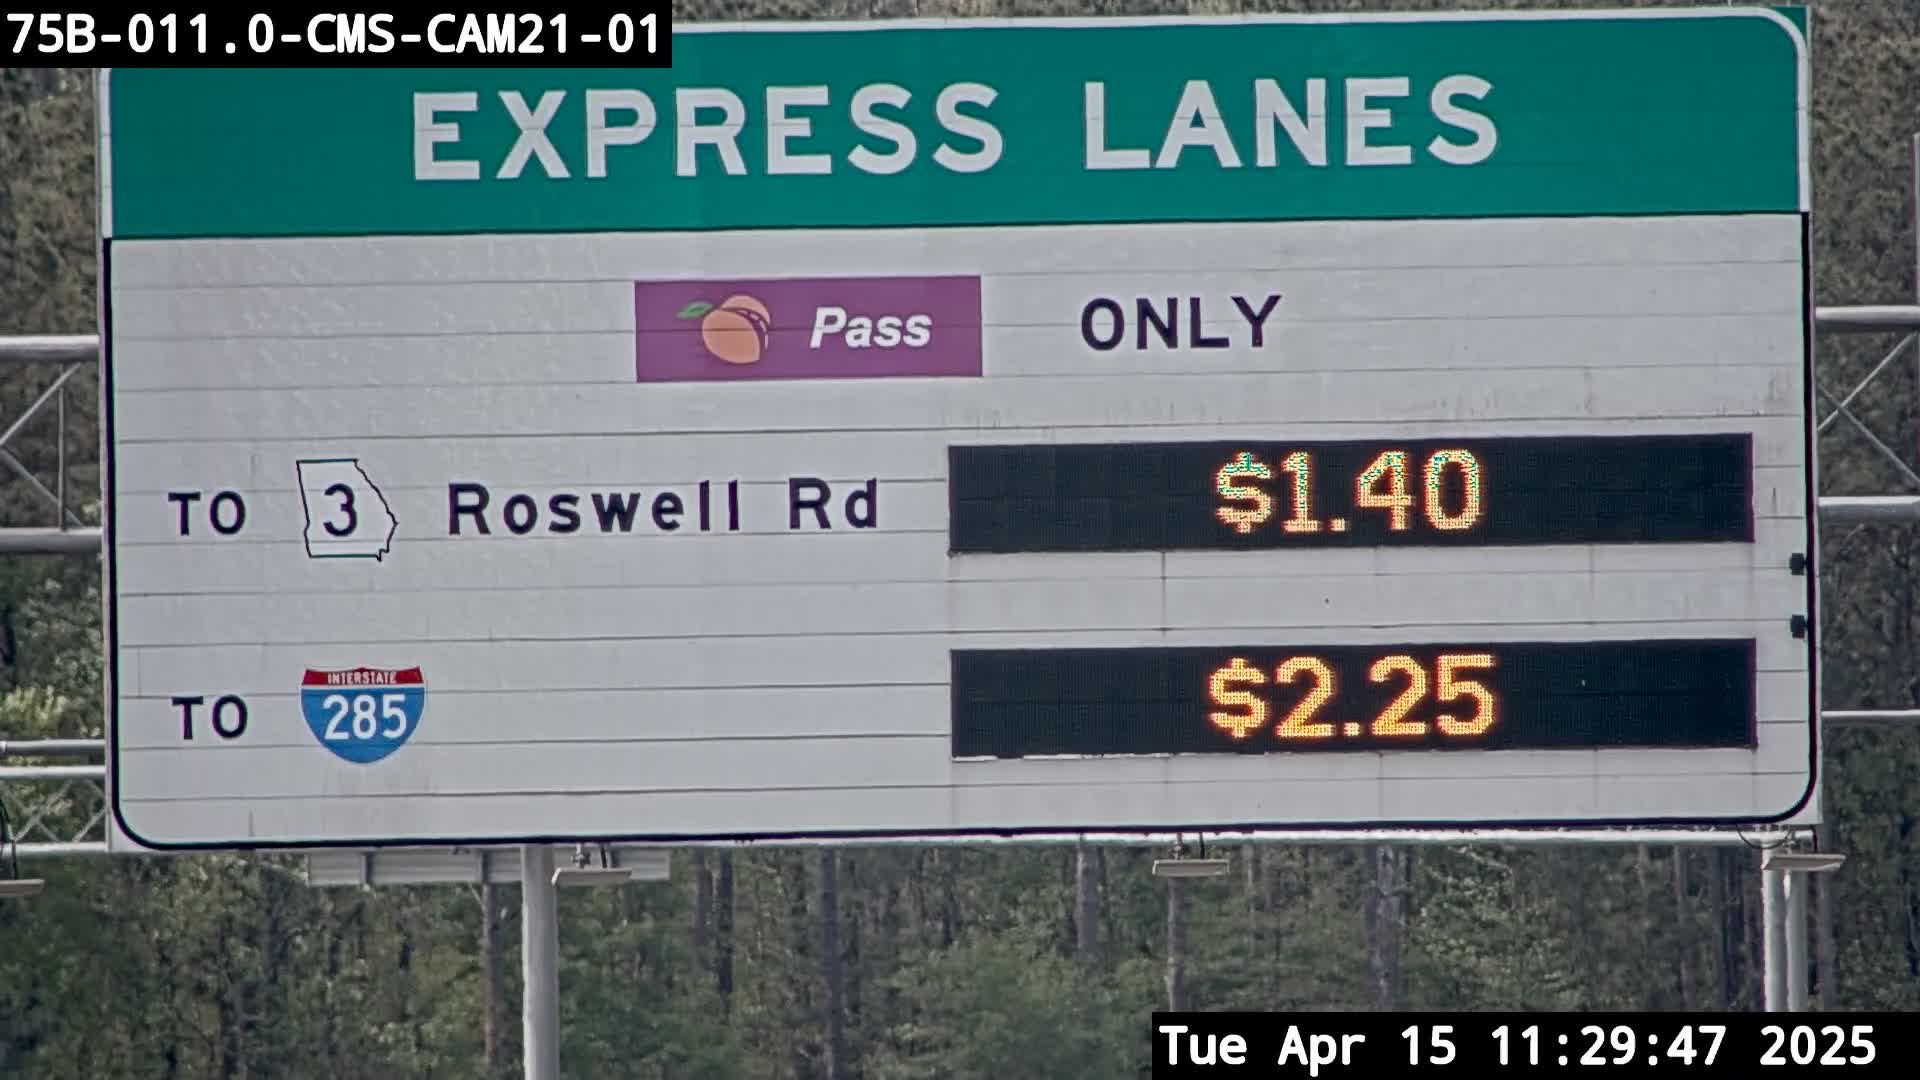 75B-011.0-CMS-CAM21-01
EXPRESS LANES
Pass ONLY
TO 3 Roswell Rd $1.40
TO INTERSTATE 285 $2.25
Tue Apr 15 11:29:47 2025